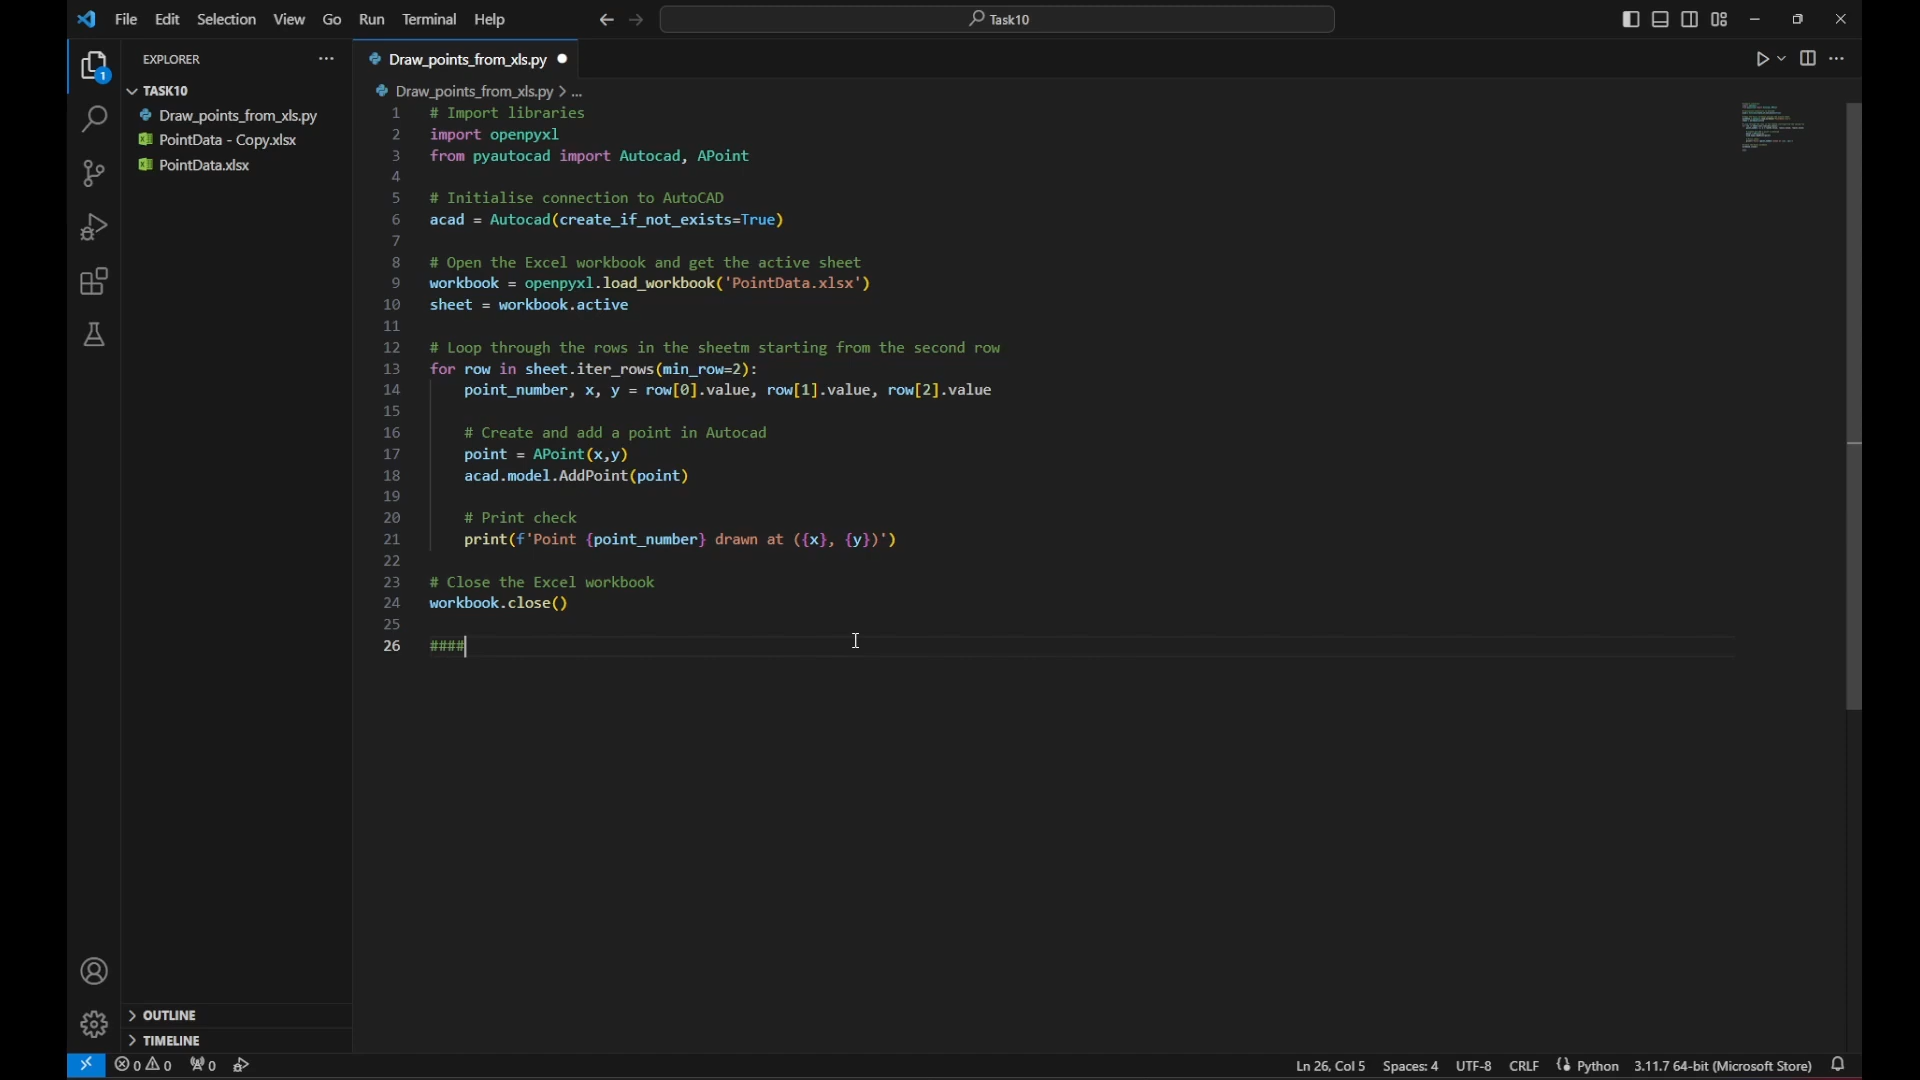 File Edit Selection View Go Run Terminal Help
Task10
EXPLORER
Draw_points_from_xls.py
TASK10
Draw_points_from_xls.py
PointData - Copy.xlsx
PointData.xlsx
Draw_points_from_xls.py > ...
1 # Import libraries
2 import openpyxl
3 from pyautocad import Autocad, APoint
4
5 # Initialise connection to AutoCAD
6 acad = Autocad(create_if_not_exists=True)
7
8 # Open the Excel workbook and get the active sheet
9 workbook = openpyxl.load_workbook('PointData.xlsx')
10 sheet = workbook.active
11
12 # Loop through the rows in the sheetm starting from the second row
13 for row in sheet.iter_rows(min_row=2):
14 point_number, x, y = row[0].value, row[1].value, row[2].value
15
16 # Create and add a point in Autocad
17 point = APoint(x,y)
18 acad.model.AddPoint(point)
19
20 # Print check
21 print(f'Point {point_number} drawn at ({x}, {y})')
22
23 # Close the Excel workbook
24 workbook.close()
25
26 ####
1
OUTLINE
TIMELINE
0 0 0
Ln 26, Col 5 Spaces: 4 UTF-8 CRLF Python 3.11.7 64-bit (Microsoft Store)